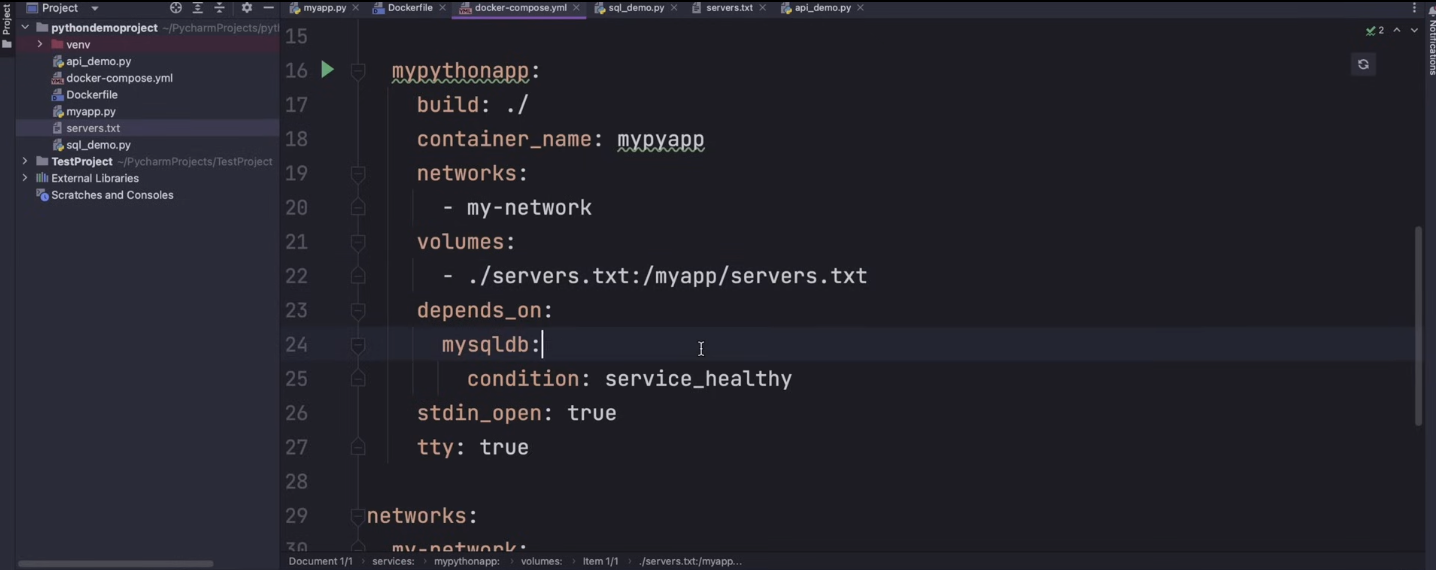 Project
myapp.py
Dockerfile
docker-compose.yml
sql_demo.py
servers.txt
api_demo.py
Project
Notifications
pythondemoproject ~/PycharmProjects/pyth
venv
api_demo.py
docker-compose.yml
Dockerfile
myapp.py
servers.txt
sql_demo.py
TestProject ~/PycharmProjects/TestProject
External Libraries
Scratches and Consoles
2
15
16 mypythonapp:
17 build: ./
18 container_name: mypyapp
19 networks:
20 - my-network
21 volumes:
22 - ./servers.txt:/myapp/servers.txt
23 depends_on:
24 mysqldb:
25 condition: service_healthy
26 stdin_open: true
27 tty: true
28
29 networks:
30 my-network:
Document 1/1 › services: › mypythonapp: › volumes: › Item 1/1 › ./servers.txt:/myapp...